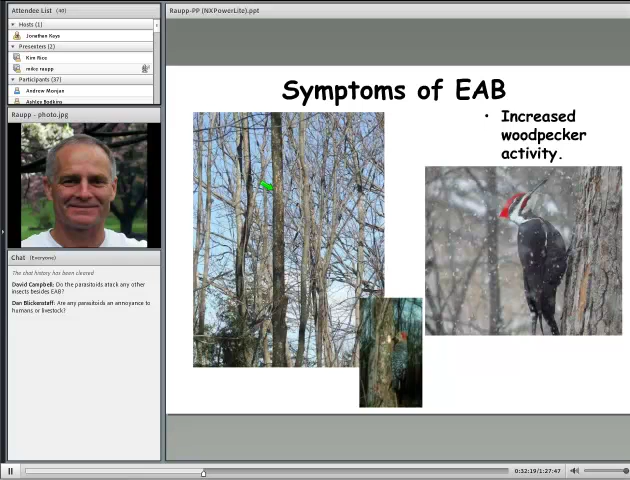 Attendee List (40)
Hosts (1)
Jonathan Kays
Presenters (2)
Kim Rice
mike raupp
Participants (37)
Andrew Monjan
Ashley Bodkins
Raupp - photo.jpg
Chat (Everyone)
The chat history has been cleared
David Campbell: Do the parasitoids attack any other
insects besides EAB?
Dan Blickenstaff: Are any parasitoids an annoyance to
humans or livestock?
Raupp-PP (NXPowerLite).ppt
Symptoms of EAB
• Increased
woodpecker
activity.
0:32:19/1:27:47